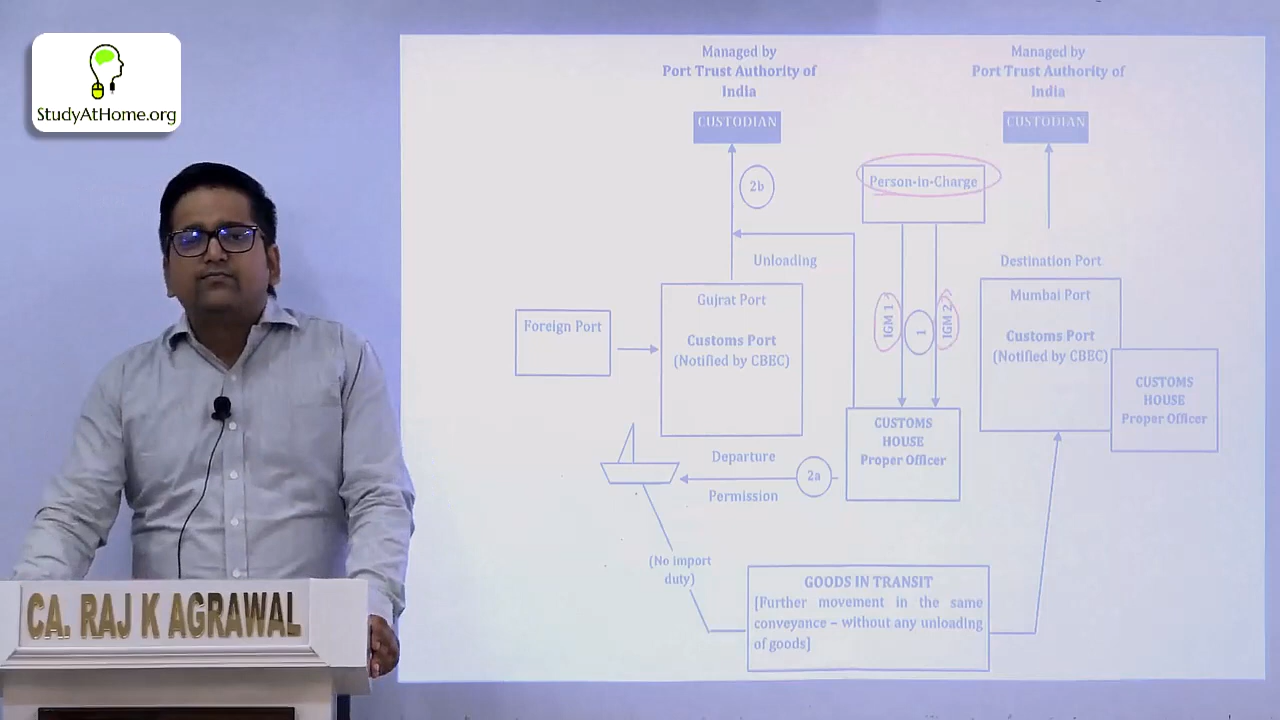 StudyAtHome.org
Managed by
Port Trust Authority of
India
CUSTODIAN
Managed by
Port Trust Authority of
India
CUSTODIAN
2b
Person-in-Charge
Unloading
Destination Port
Foreign Port
Gujrat Port
Customs Port
(Notified by CBEC)
IGM 1
1
IGM 2
Mumbai Port
Customs Port
(Notified by CBEC)
CUSTOMS
HOUSE
Proper Officer
CUSTOMS
HOUSE
Proper Officer
Departure
2a
Permission
(No import
duty)
GOODS IN TRANSIT
[Further movement in the same
conveyance – without any unloading
of goods]
CA. RAJ K AGRAWAL